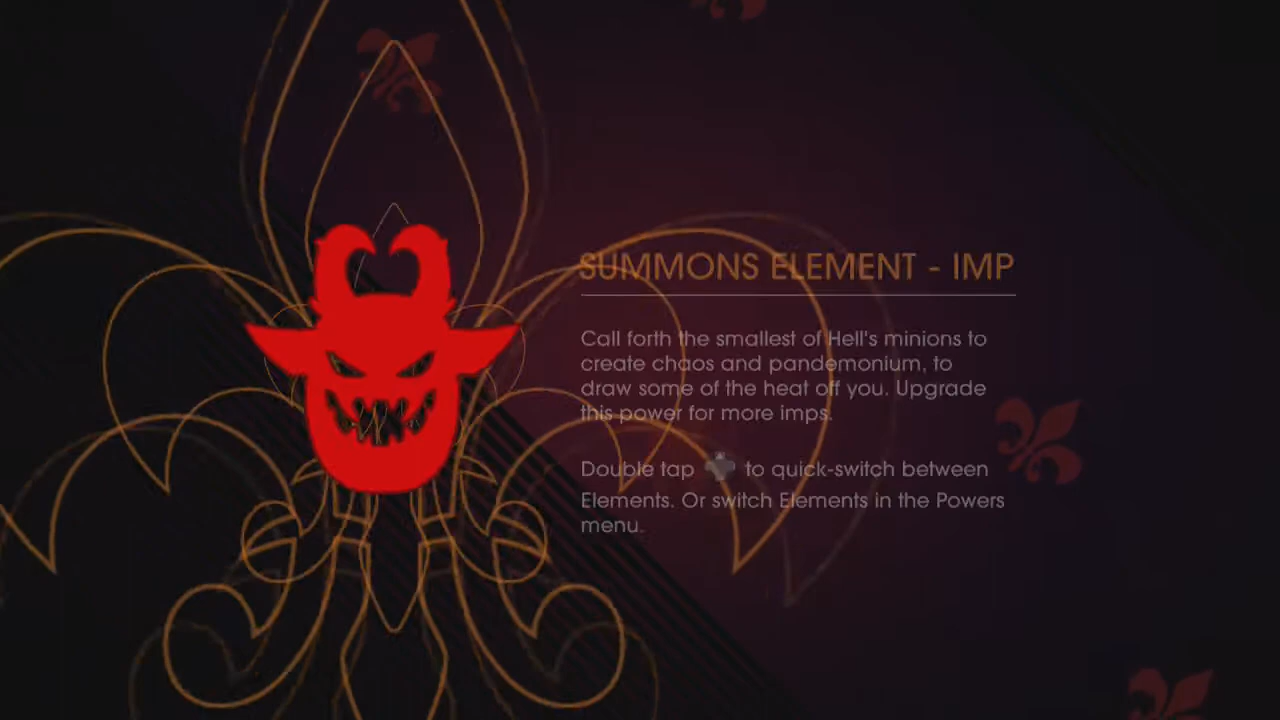 SUMMONS ELEMENT - IMP
Call forth the smallest of Hell's minions to
create chaos and pandemonium, to
draw some of the heat off you. Upgrade
this power for more imps.
Double tap to quick-switch between
Elements. Or switch Elements in the Powers
menu.